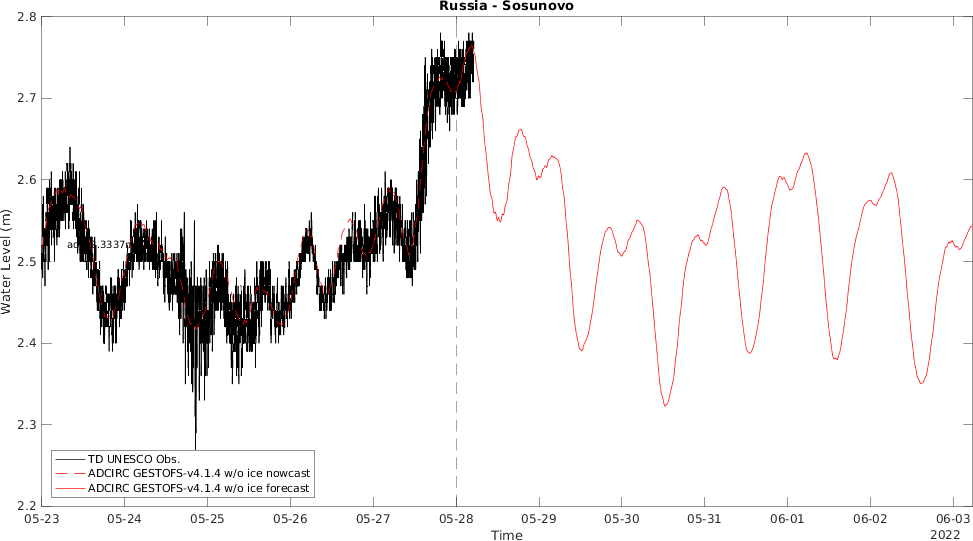 Russia - Sosunovo
2.8
2.7
2.6
2.5
2.4
2.3
2.2
Water Level (m)
TD UNESCO Obs.
ADCIRC GESTOFS-v4.1.4 w/o ice nowcast
ADCIRC GESTOFS-v4.1.4 w/o ice forecast
05-23 05-24 05-25 05-26 05-27 05-28 05-29 05-30 05-31 06-01 06-02 06-03
Time
2022